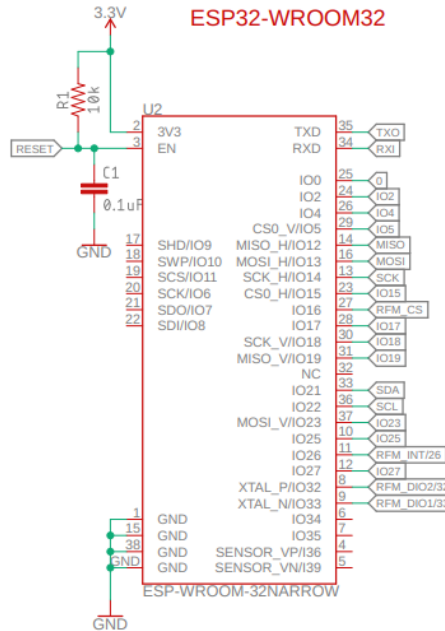 ESP32-WROOM32
3.3V
R1
10k
U2
RESET
C1
0.1uF
GND
2 3V3 TXD 35 TXO
3 EN RXD 34 RXI
IO0 25 0
IO2 24 IO2
IO4 26 IO4
CS0_V/IO5 29 IO5
17 SHD/IO9 MISO_H/IO12 14 MISO
18 SWP/IO10 MOSI_H/IO13 16 MOSI
19 SCS/IO11 SCK_H/IO14 13 SCK
20 SCK/IO6 CS0_H/IO15 23 IO15
21 SDO/IO7 IO16 27 RFM_CS
22 SDI/IO8 IO17 28 IO17
SCK_V/IO18 30 IO18
MISO_V/IO19 31 IO19
NC 32
IO21 33 SDA
IO22 36 SCL
MOSI_V/IO23 37 IO23
IO25 10 IO25
IO26 11 RFM_INT/26
IO27 12 IO27
XTAL_P/IO32 8 RFM_DIO2/32
XTAL_N/IO33 9 RFM_DIO1/33
1 GND IO34 6
15 GND IO35 7
38 GND SENSOR_VP/I36 4
GND GND SENSOR_VN/I39 5
ESP-WROOM-32NARROW
GND